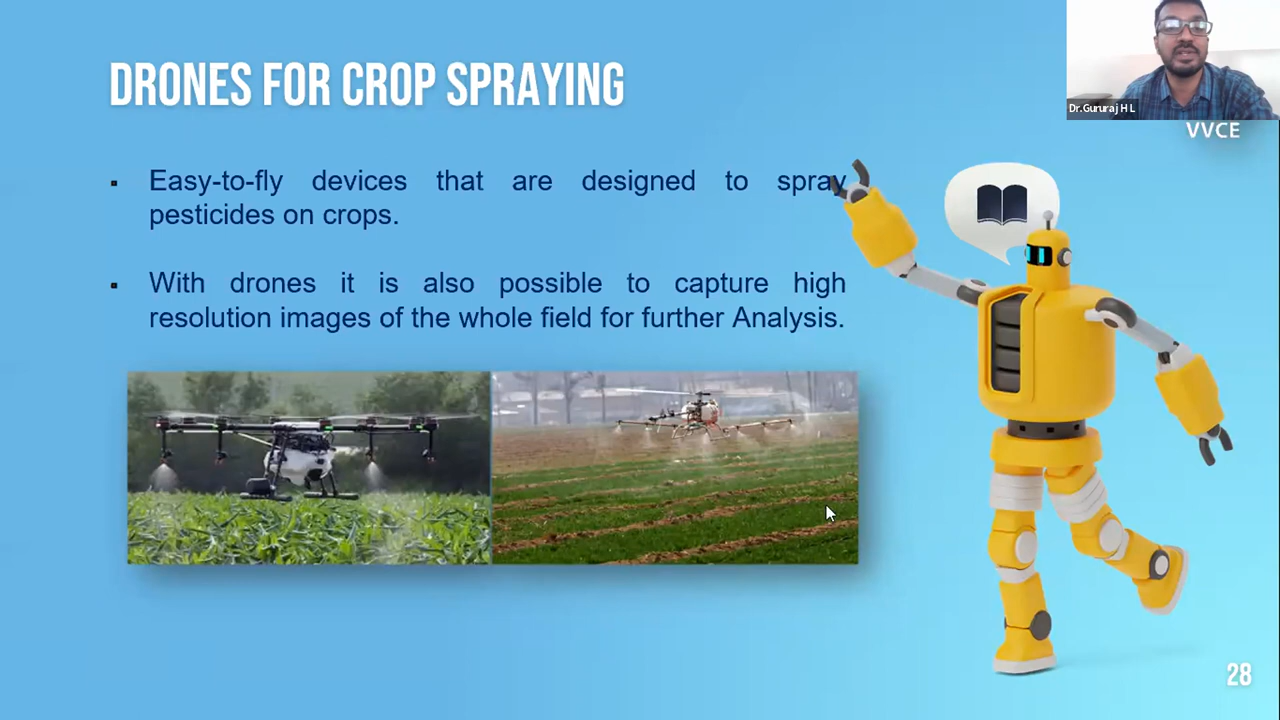 DRONES FOR CROP SPRAYING
Dr.Gururaj H L
VVCE
▪ Easy-to-fly devices that are designed to spray
pesticides on crops.
▪ With drones it is also possible to capture high
resolution images of the whole field for further Analysis.
28